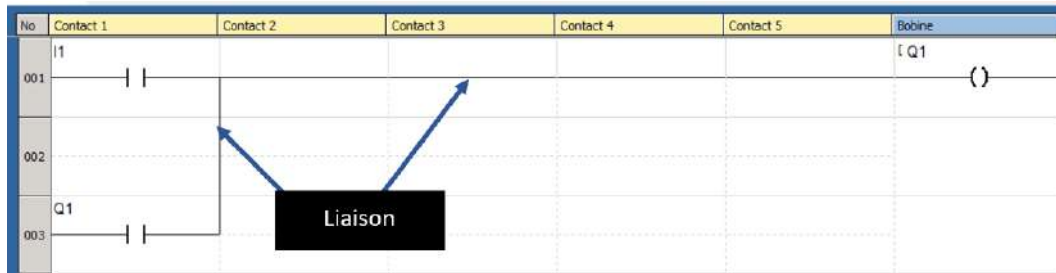 No Contact 1 Contact 2 Contact 3 Contact 4 Contact 5 Bobine
I1 [ Q1
001
002
Q1
003
Liaison